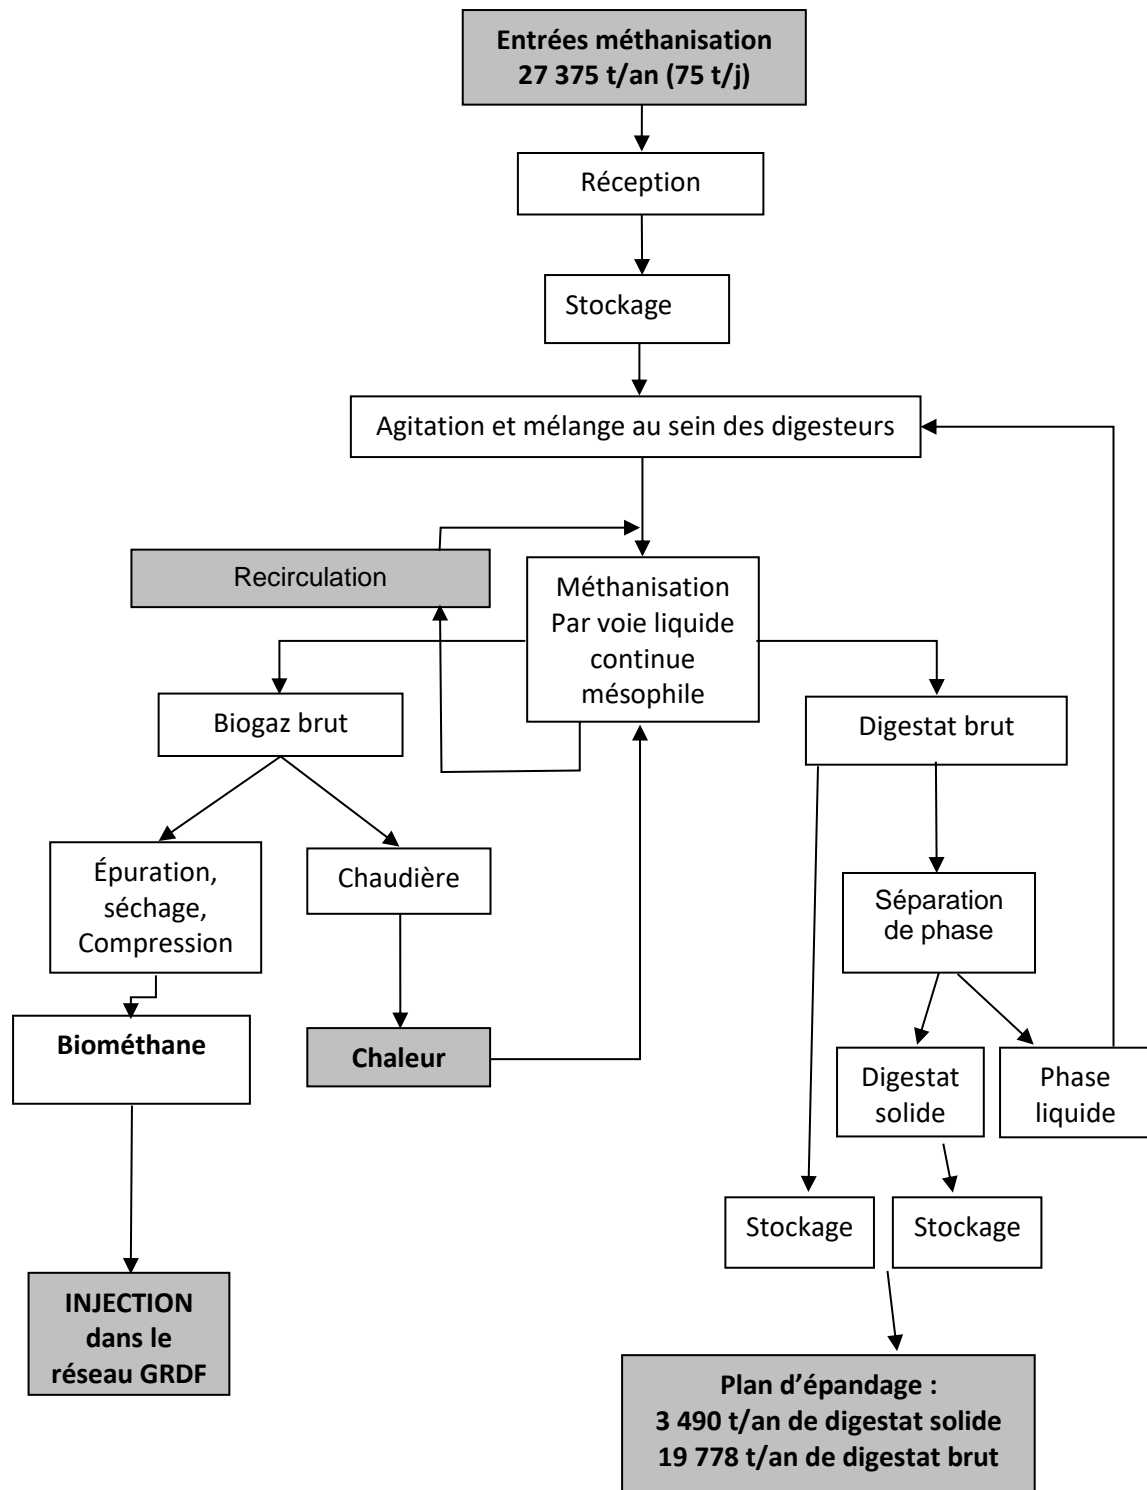 Entrées méthanisation
27 375 t/an (75 t/j)
Réception
Stockage
Agitation et mélange au sein des digesteurs
Recirculation
Méthanisation
Par voie liquide
continue
mésophile
Biogaz brut
Digestat brut
Épuration,
séchage,
Compression
Chaudière
Séparation
de phase
Biométhane
Chaleur
Digestat
solide
Phase
liquide
Stockage
Stockage
INJECTION
dans le
réseau GRDF
Plan d’épandage :
3 490 t/an de digestat solide
19 778 t/an de digestat brut